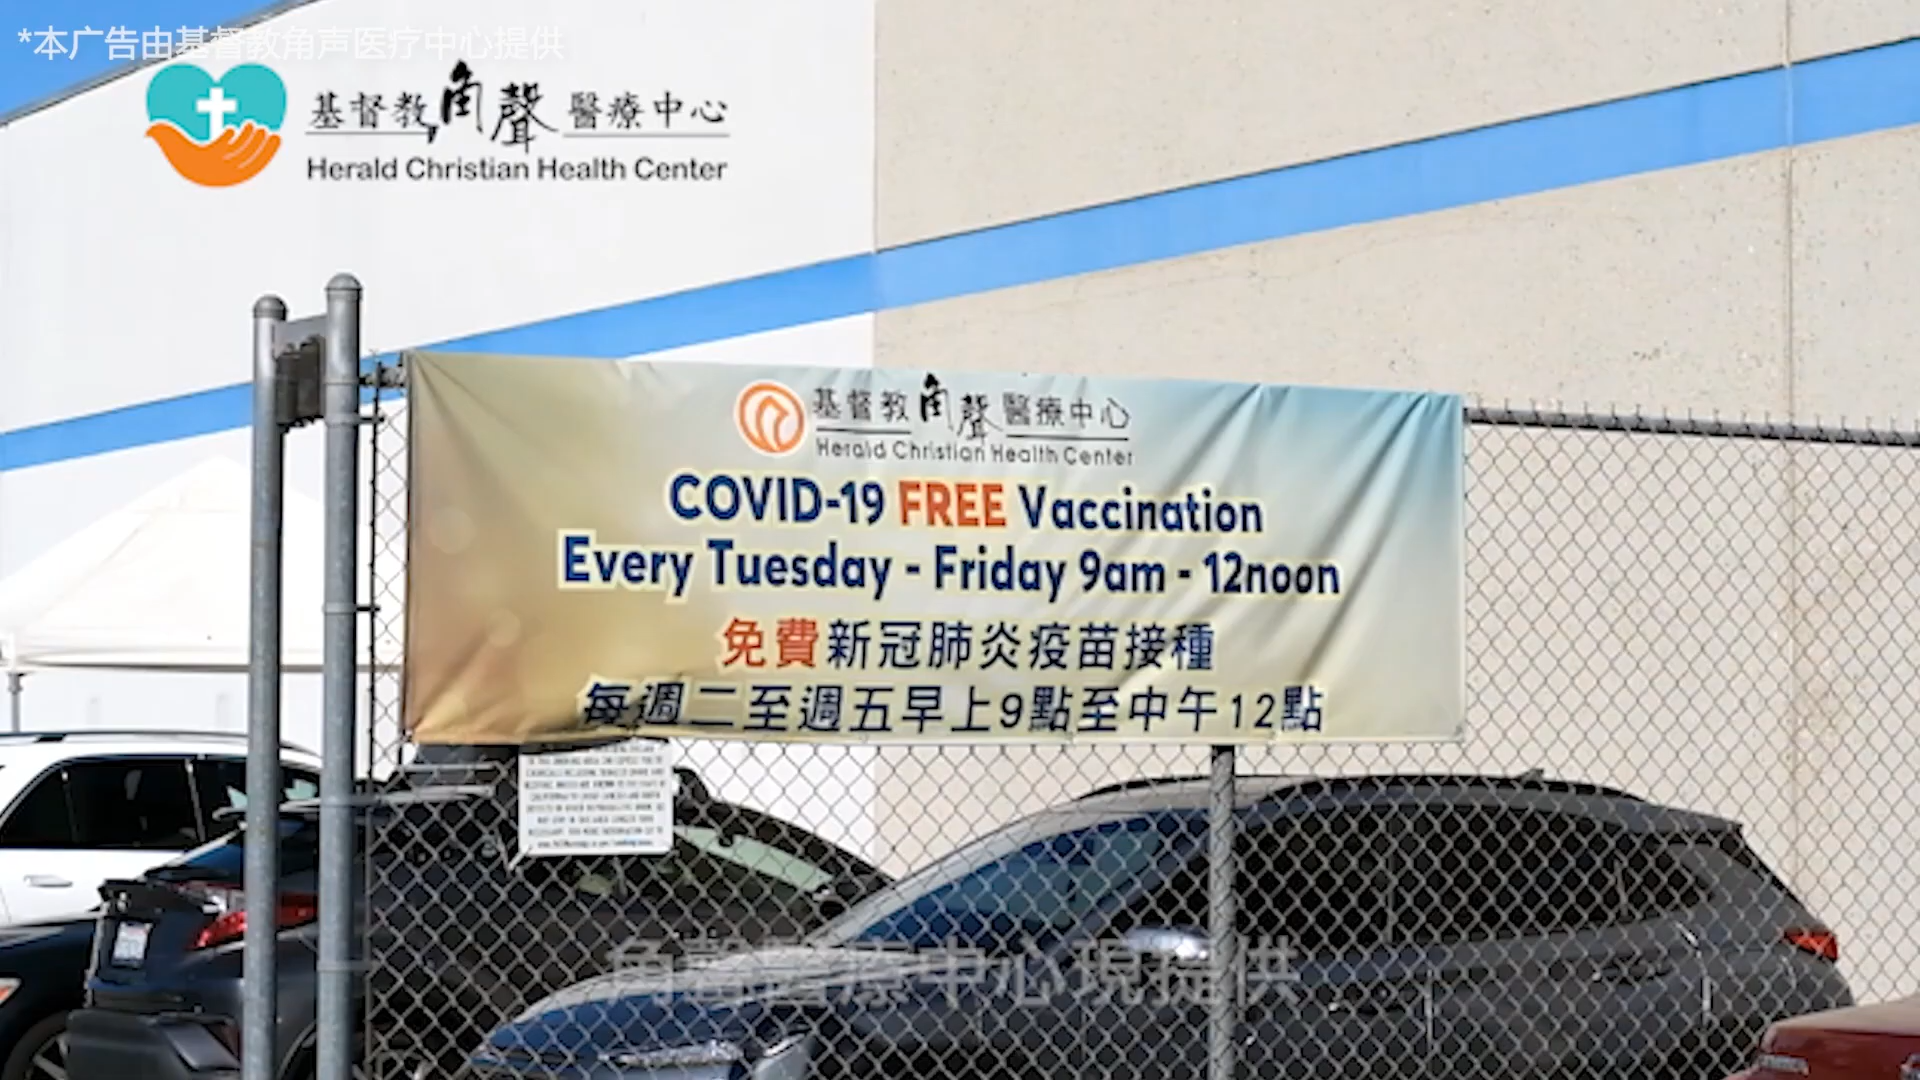 *本广告由基督教角声医疗中心提供
基督教角聲醫療中心
Herald Christian Health Center
基督教角聲醫療中心
Herald Christian Health Center
COVID-19 FREE Vaccination
Every Tuesday - Friday 9am - 12noon
免費新冠肺炎疫苗接種
每週二至週五早上9點至中午12點
角聲醫療中心現提供